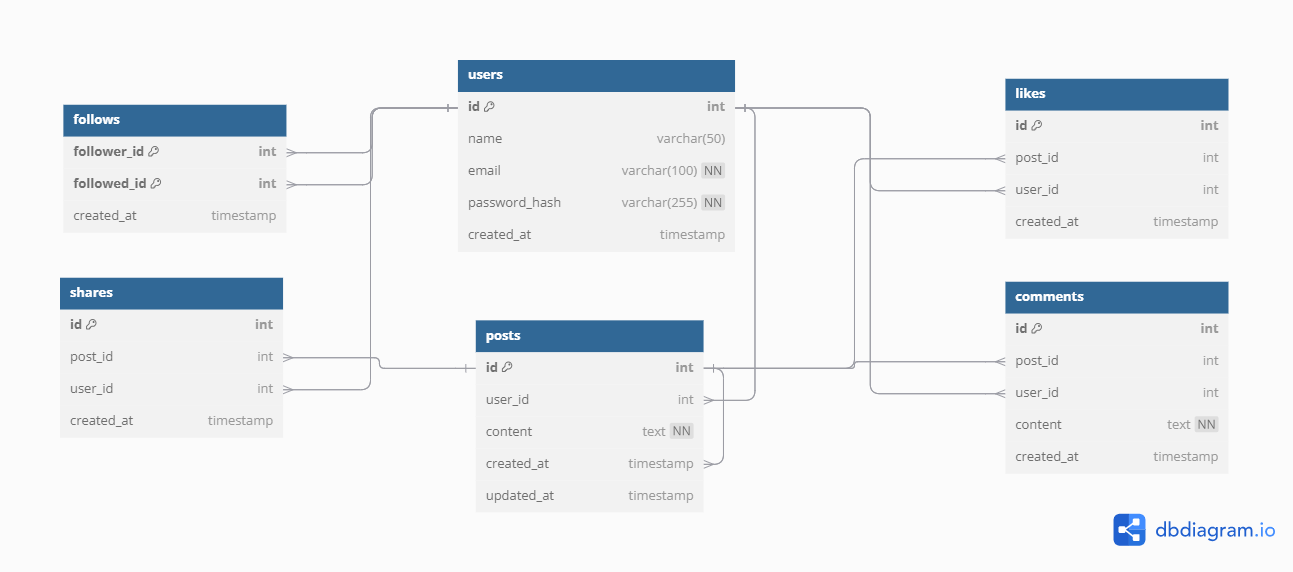 follows
follower_id int
followed_id int
created_at timestamp
shares
id int
post_id int
user_id int
created_at timestamp
users
id int
name varchar(50)
email varchar(100) NN
password_hash varchar(255) NN
created_at timestamp
posts
id int
user_id int
content text NN
created_at timestamp
updated_at timestamp
likes
id int
post_id int
user_id int
created_at timestamp
comments
id int
post_id int
user_id int
content text NN
created_at timestamp
dbdiagram.io